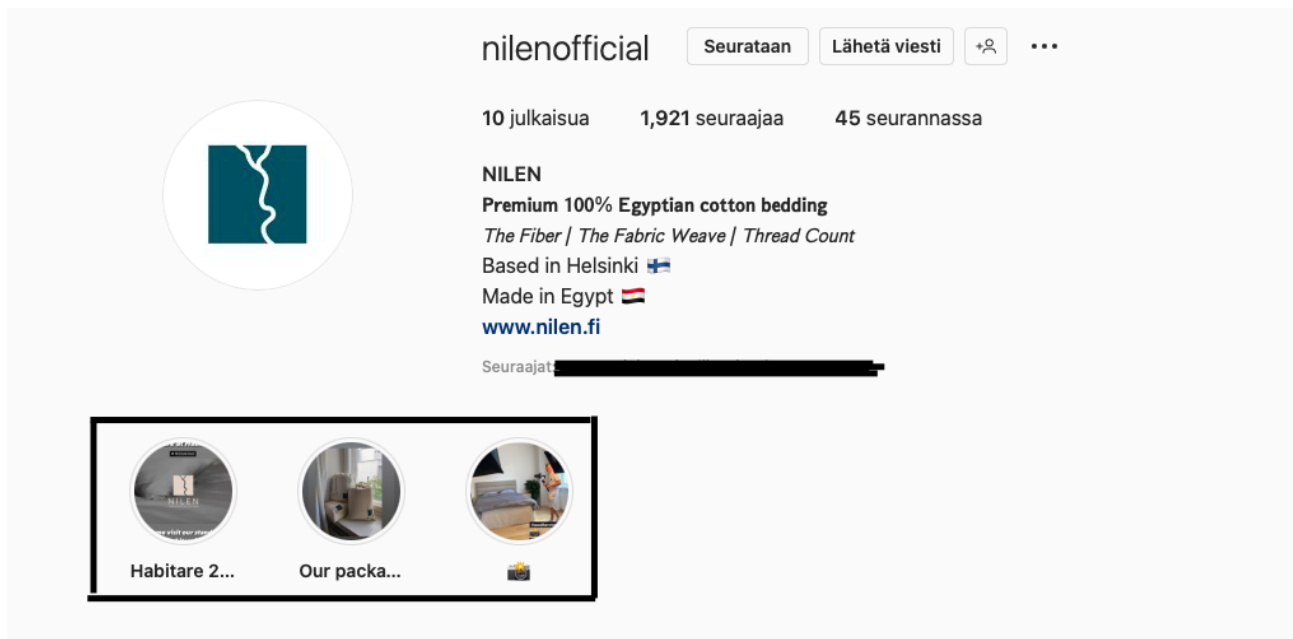 nilenofficial Seurataan Lähetä viesti
10 julkaisua 1,921 seuraajaa 45 seurannassa
NILEN
Premium 100% Egyptian cotton bedding
The Fiber | The Fabric Weave | Thread Count
Based in Helsinki 🇫🇮
Made in Egypt 🇪🇬
www.nilen.fi
Seuraajat:
NILEN
visit our
Habitare 2... Our packa... 📸